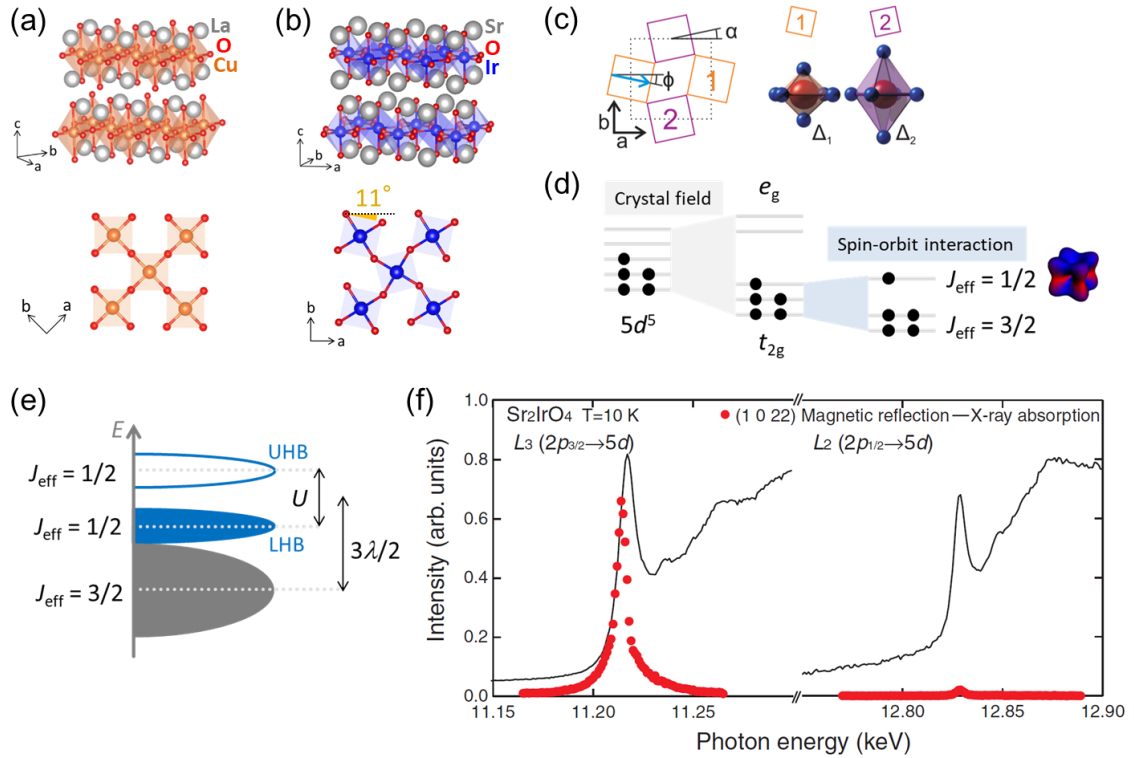 (a)
La
O
Cu
c
b
a
b
a
(b)
Sr
O
Ir
c
b
a
11°
b
a
(c)
α
ϕ
1
2
b
a
1
2
Δ1
Δ2
(d)
Crystal field
eg
Spin-orbit interaction
5d⁵
t2g
Jeff = 1/2
Jeff = 3/2
(e)
E
UHB
Jeff = 1/2
U
Jeff = 1/2
LHB
3λ/2
Jeff = 3/2
(f)
Sr2IrO4 T=10 K
(1 0 22) Magnetic reflection — X-ray absorption
L3 (2p3/2→5d)
L2 (2p1/2→5d)
Intensity (arb. units)
1.0
0.8
0.6
0.4
0.2
0.0
11.15 11.20 11.25 12.80 12.85 12.90
Photon energy (keV)